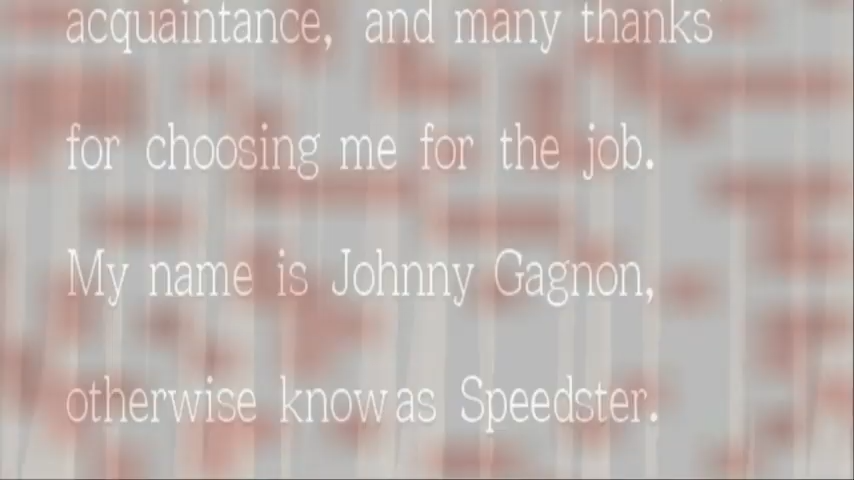 acquaintance, and many thanks
for choosing me for the job.
My name is Johnny Gagnon,
otherwise know as Speedster.